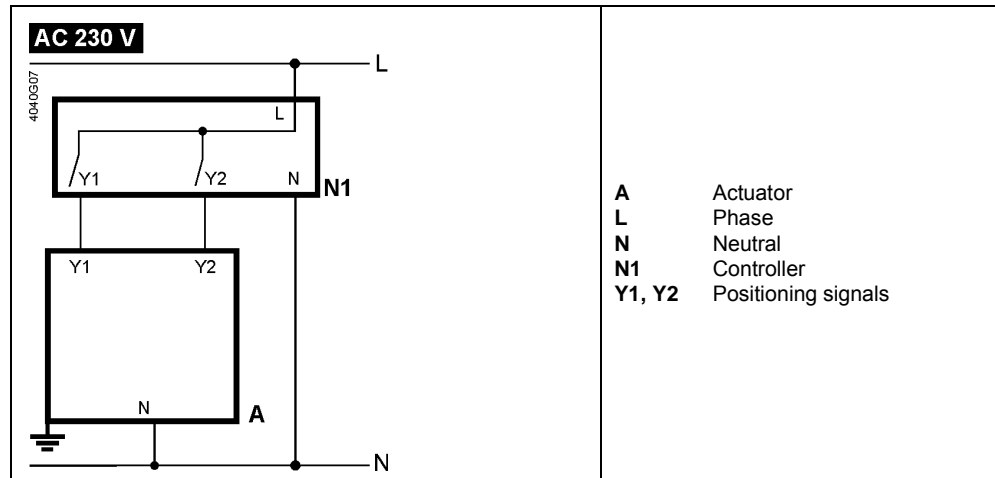 AC 230 V
L
4040G07
L
Y1 Y2 N
N1
Y1 Y2
N
A
N
A Actuator
L Phase
N Neutral
N1 Controller
Y1, Y2 Positioning signals